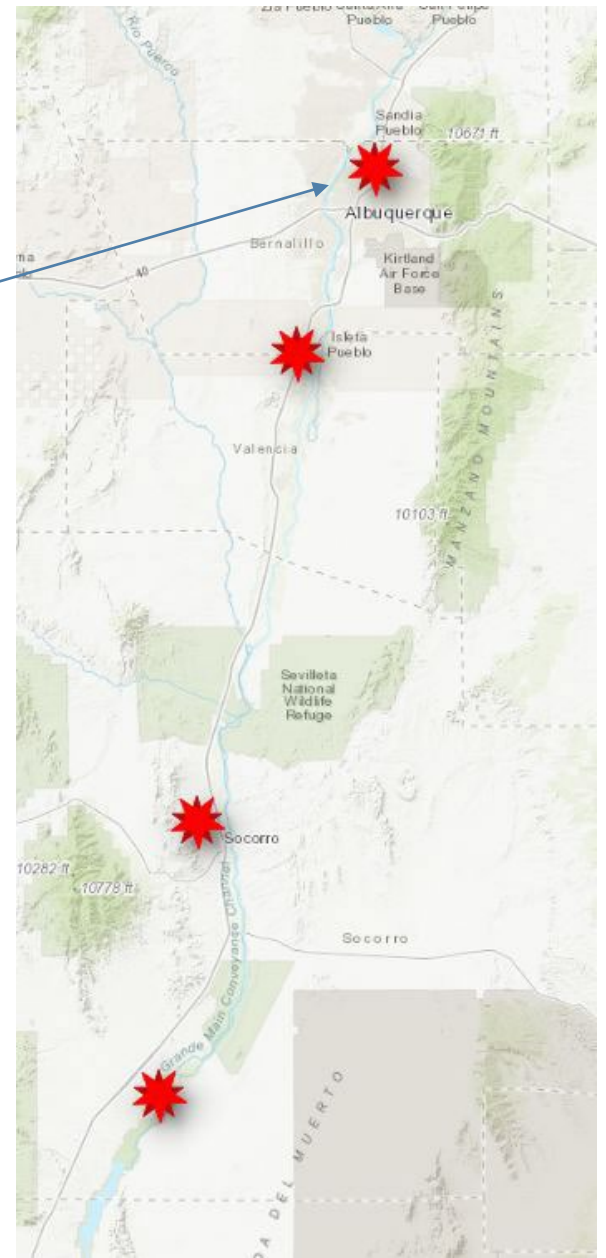 Pueblo
Pueblo
Rio Puerco
Sandia
Pueblo
10671 ft
Albuquerque
Bernalillo
40
Kirtland
Air Force
Base
Isleta
Pueblo
MANZANO MOUNTAINS
Valencia
10103 ft
Sevilleta
National
Wildlife
Refuge
Socorro
10282 ft
10778 ft
Socorro
Grande Main Conveyance Channel
DEL MUERTO